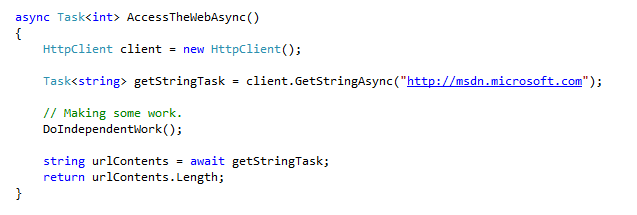 async Task<int> AccessTheWebAsync()
{
    HttpClient client = new HttpClient();
    Task<string> getStringTask = client.GetStringAsync("http://msdn.microsoft.com");
    // Making some work.
    DoIndependentWork();
    string urlContents = await getStringTask;
    return urlContents.Length;
}